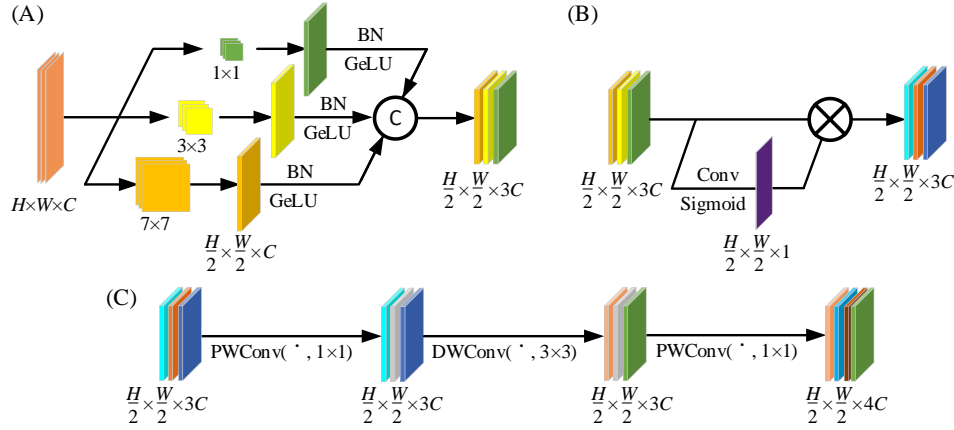 (A)
H×W×C
1×1
3×3
7×7
BN
GeLU
BN
GeLU
BN
GeLU
C
H/2 × W/2 × C
H/2 × W/2 × 3C
(B)
H/2 × W/2 × 3C
Conv
Sigmoid
H/2 × W/2 × 1
H/2 × W/2 × 3C
(C)
H/2 × W/2 × 3C
PWConv( · , 1×1)
H/2 × W/2 × 3C
DWConv( · , 3×3)
H/2 × W/2 × 3C
PWConv( · , 1×1)
H/2 × W/2 × 4C